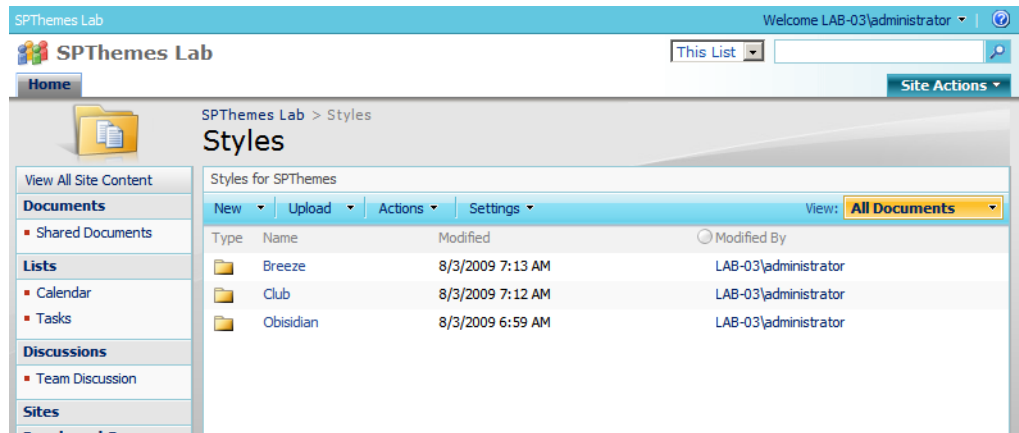 SPThemes Lab
Welcome LAB-03\administrator
SPThemes Lab
This List
Home
Site Actions
SPThemes Lab > Styles
Styles
View All Site Content
Documents
Shared Documents
Lists
Calendar
Tasks
Discussions
Team Discussion
Sites
Styles for SPThemes
New Upload Actions Settings View: All Documents
Type Name Modified Modified By
Breeze 8/3/2009 7:13 AM LAB-03\administrator
Club 8/3/2009 7:12 AM LAB-03\administrator
Obisidian 8/3/2009 6:59 AM LAB-03\administrator